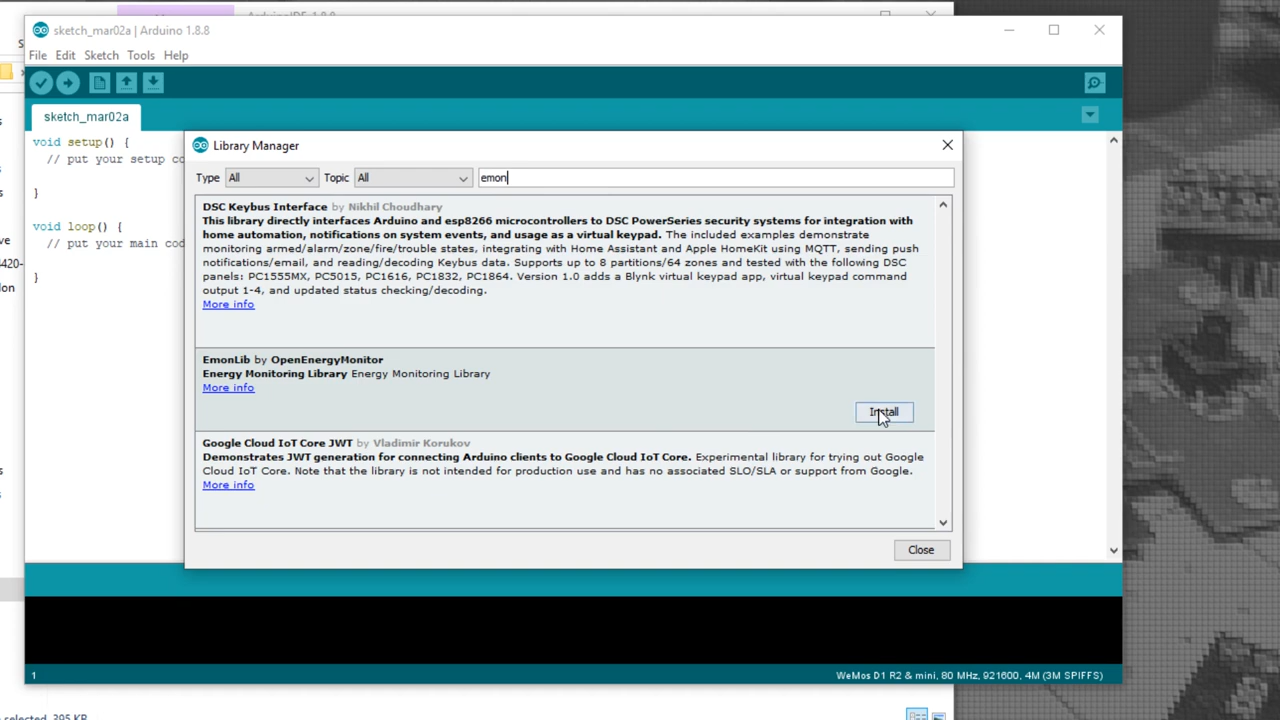 ArduinoIDE 1.8.8
sketch_mar02a | Arduino 1.8.8
File Edit Sketch Tools Help
sketch_mar02a
void setup() {
// put your setup co
}
void loop() {
// put your main cod
}
Library Manager
Type All Topic All emon
DSC Keybus Interface by Nikhil Choudhary
This library directly interfaces Arduino and esp8266 microcontrollers to DSC PowerSeries security systems for integration with
home automation, notifications on system events, and usage as a virtual keypad. The included examples demonstrate
monitoring armed/alarm/zone/fire/trouble states, integrating with Home Assistant and Apple HomeKit using MQTT, sending push
notifications/email, and reading/decoding Keybus data. Supports up to 8 partitions/64 zones and tested with the following DSC
panels: PC1555MX, PC5015, PC1616, PC1832, PC1864. Version 1.0 adds a Blynk virtual keypad app, virtual keypad command
output 1-4, and updated status checking/decoding.
More info
EmonLib by OpenEnergyMonitor
Energy Monitoring Library Energy Monitoring Library
More info
Install
Google Cloud IoT Core JWT by Vladimir Korukov
Demonstrates JWT generation for connecting Arduino clients to Google Cloud IoT Core. Experimental library for trying out Google
Cloud IoT Core. Note that the library is not intended for production use and has no associated SLO/SLA or support from Google.
More info
Close
1 WeMos D1 R2 & mini, 80 MHz, 921600, 4M (3M SPIFFS)
selected 395 KB